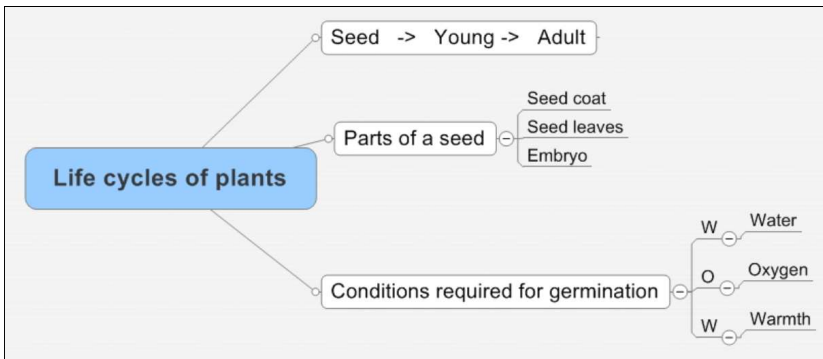 Seed -> Young -> Adult
Parts of a seed
Seed coat
Seed leaves
Embryo
Life cycles of plants
Conditions required for germination
W Water
O Oxygen
W Warmth